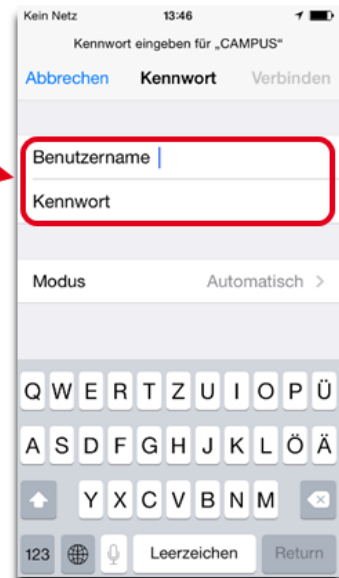 Kein Netz 13:46
Kennwort eingeben für „CAMPUS“
Abbrechen Kennwort Verbinden
Benutzername
Kennwort
Modus Automatisch >
Q W E R T Z U I O P Ü
A S D F G H J K L Ö Ä
Y X C V B N M
123 Leerzeichen Return